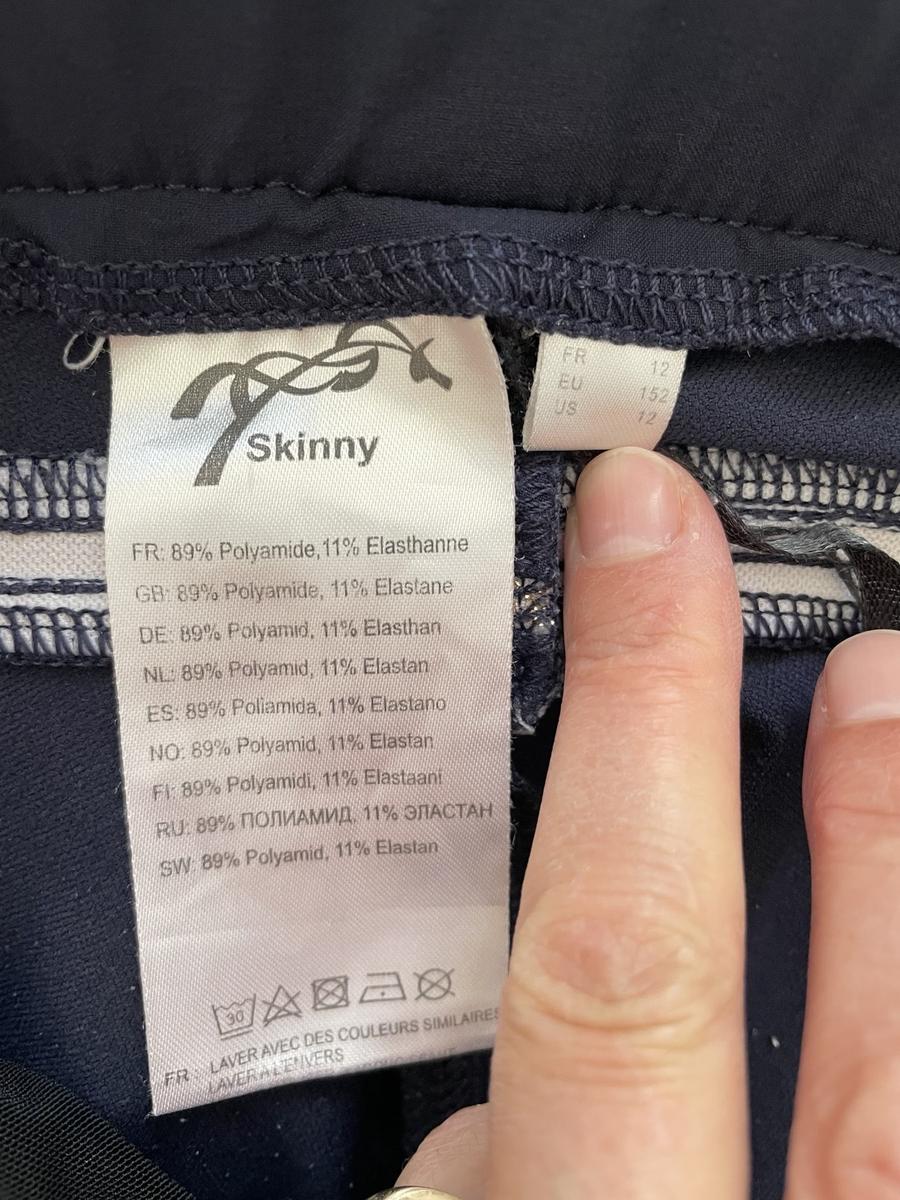 Skinny
FR: 89% Polyamide,11% Elasthanne
GB: 89% Polyamide, 11% Elastane
DE: 89% Polyamid, 11% Elasthan
NL: 89% Polyamid, 11% Elastan
ES: 89% Poliamida, 11% Elastano
NO: 89% Polyamid, 11% Elastan
FI: 89% Polyamidi, 11% Elastaani
RU: 89% ПОЛИАМИД, 11% ЭЛАСТАН
SW: 89% Polyamid, 11% Elastan
30
FR LAVER AVEC DES COULEURS SIMILAIRES
LAVER A L'ENVERS
FR 12
EU 152
US 12